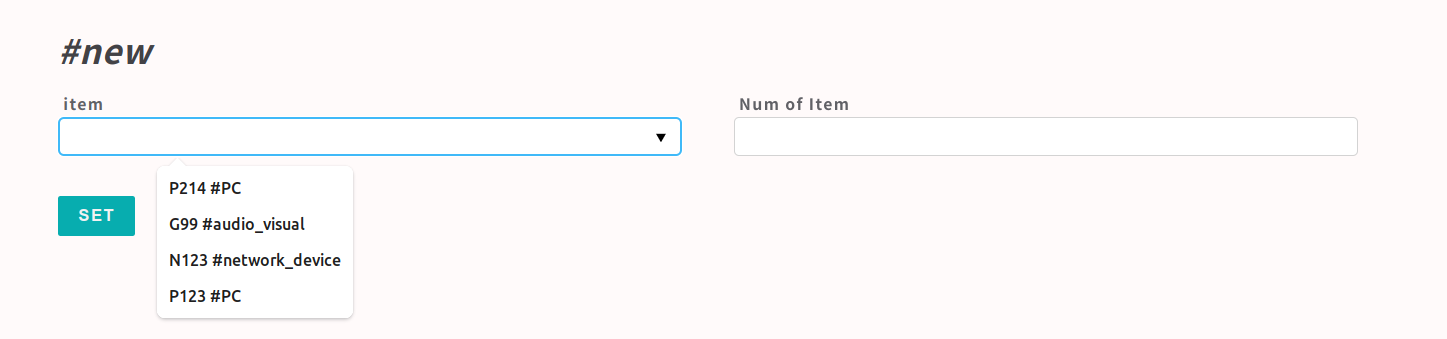 #new
item
Num of Item
P214 #PC
G99 #audio_visual
N123 #network_device
P123 #PC
SET